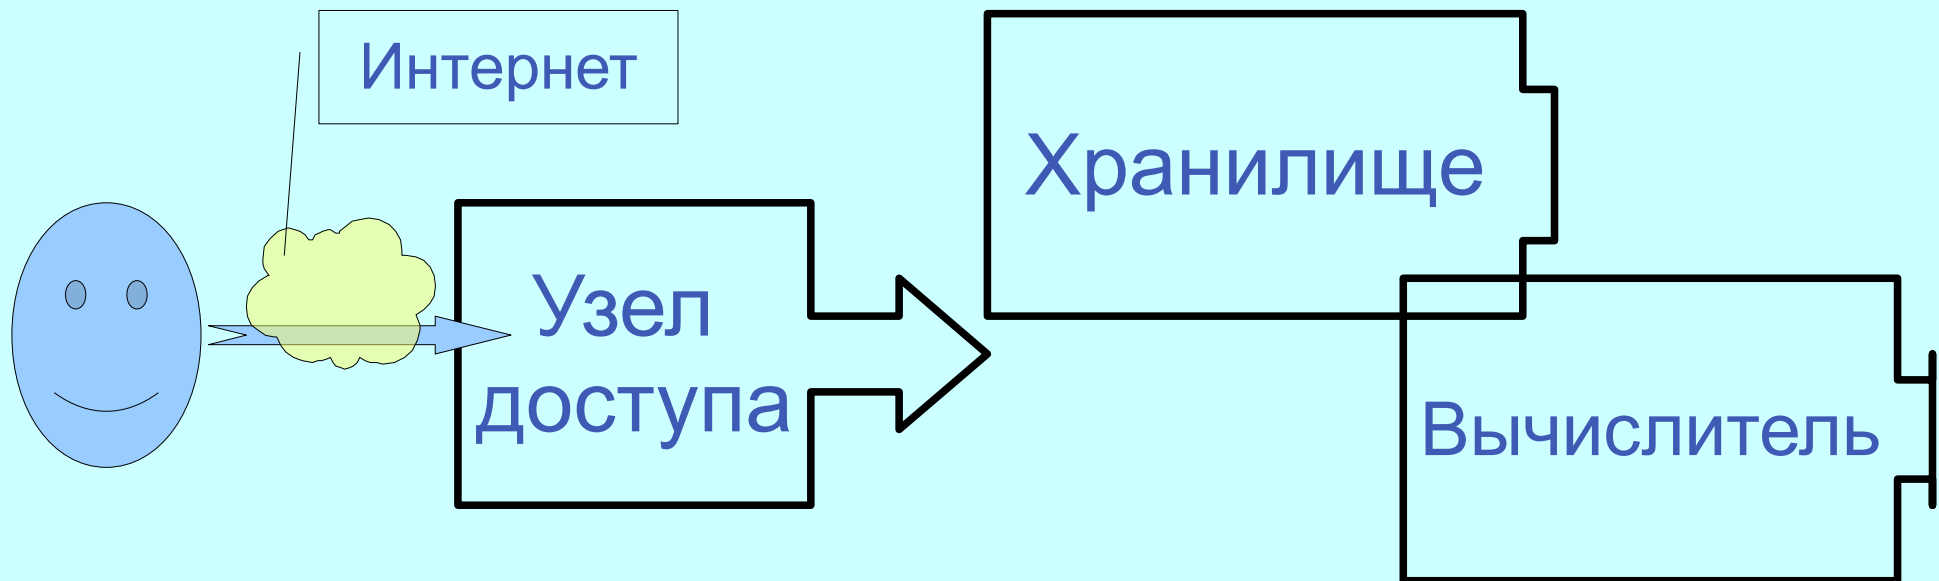 Интернет
Хранилище
Узел
доступа
Вычислитель